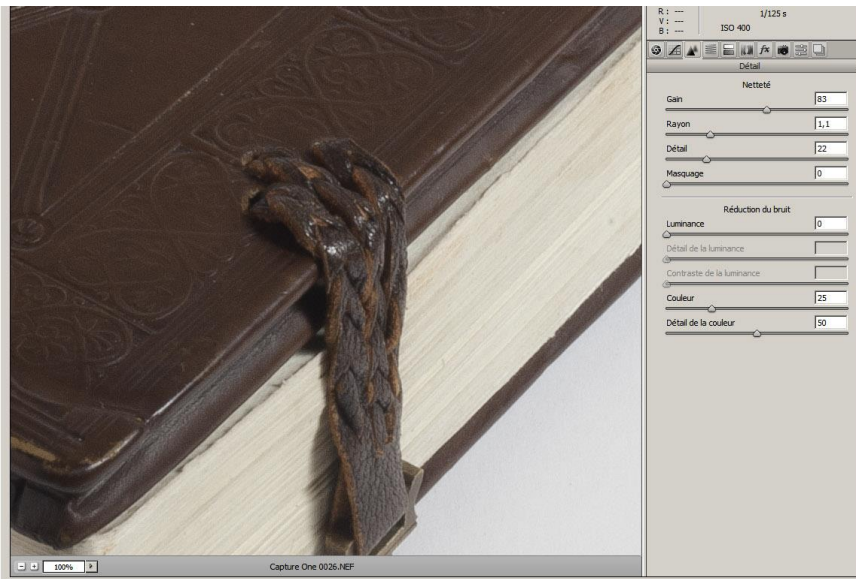 R : ---
V : ---
B : ---
1/125 s
ISO 400
fx
Détail
Netteté
Gain 83
Rayon 1,1
Détail 22
Masquage 0
Réduction du bruit
Luminance 0
Détail de la luminance
Contraste de la luminance
Couleur 25
Détail de la couleur 50
100%
Capture One 0026.NEF